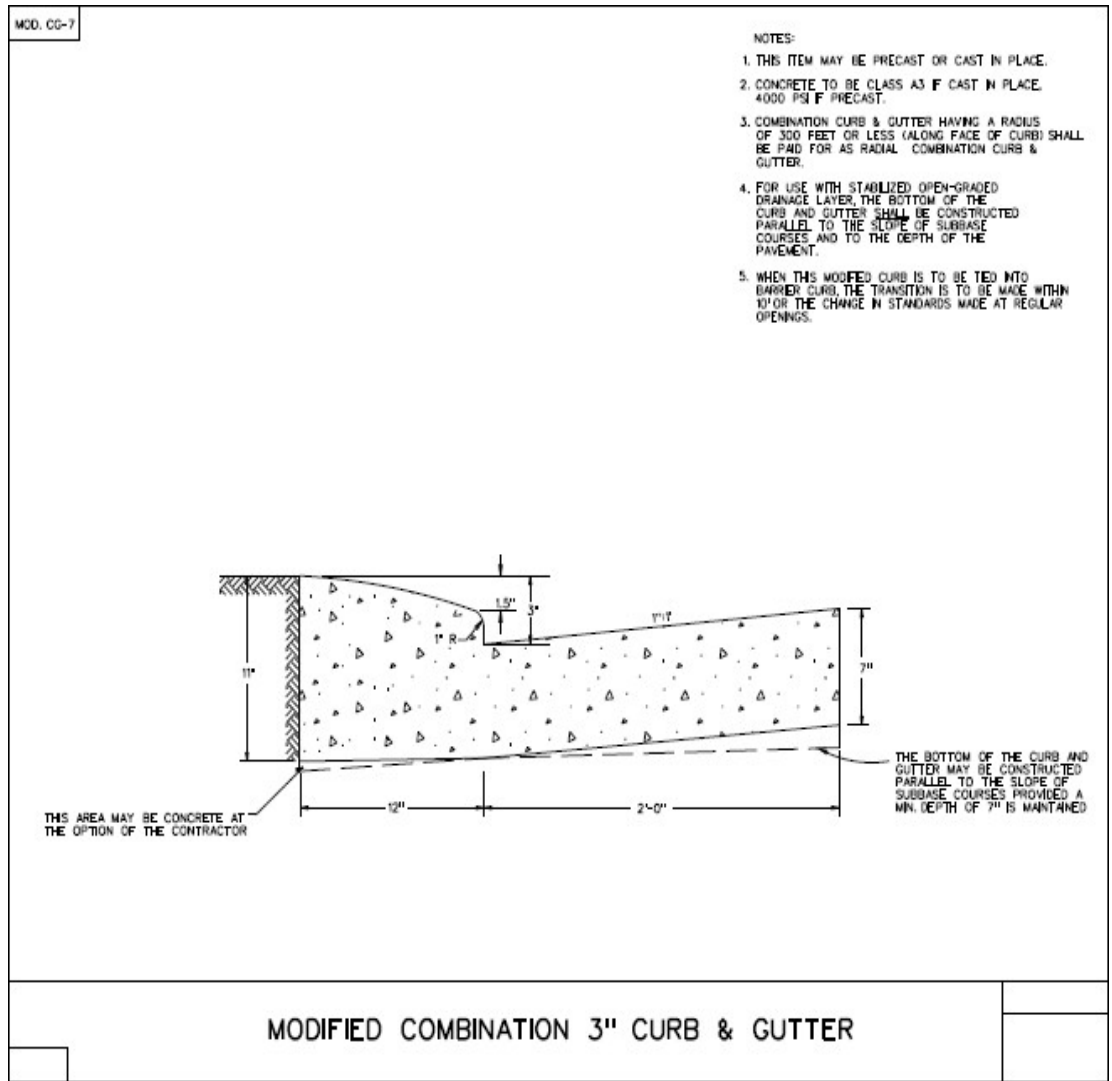 MOD. CG-7
NOTES:
1. THIS ITEM MAY BE PRECAST OR CAST IN PLACE.
2. CONCRETE TO BE CLASS A3 IF CAST IN PLACE,
4000 PSI IF PRECAST.
3. COMBINATION CURB & GUTTER HAVING A RADIUS
OF 300 FEET OR LESS (ALONG FACE OF CURB) SHALL
BE PAID FOR AS RADIAL COMBINATION CURB &
GUTTER.
4. FOR USE WITH STABILIZED OPEN-GRADED
DRAINAGE LAYER, THE BOTTOM OF THE
CURB AND GUTTER SHALL BE CONSTRUCTED
PARALLEL TO THE SLOPE OF SUBBASE
COURSES AND TO THE DEPTH OF THE
PAVEMENT.
5. WHEN THIS MODIFIED CURB IS TO BE TIED INTO
BARRIER CURB, THE TRANSITION IS TO BE MADE WITHIN
10' OR THE CHANGE IN STANDARDS MADE AT REGULAR
OPENINGS.
1.5"
3"
1" R
11"
7"
12"
2'-0"
THE BOTTOM OF THE CURB AND
GUTTER MAY BE CONSTRUCTED
PARALLEL TO THE SLOPE OF
SUBBASE COURSES PROVIDED A
MIN. DEPTH OF 7" IS MAINTAINED
THIS AREA MAY BE CONCRETE AT
THE OPTION OF THE CONTRACTOR
MODIFIED COMBINATION 3" CURB & GUTTER